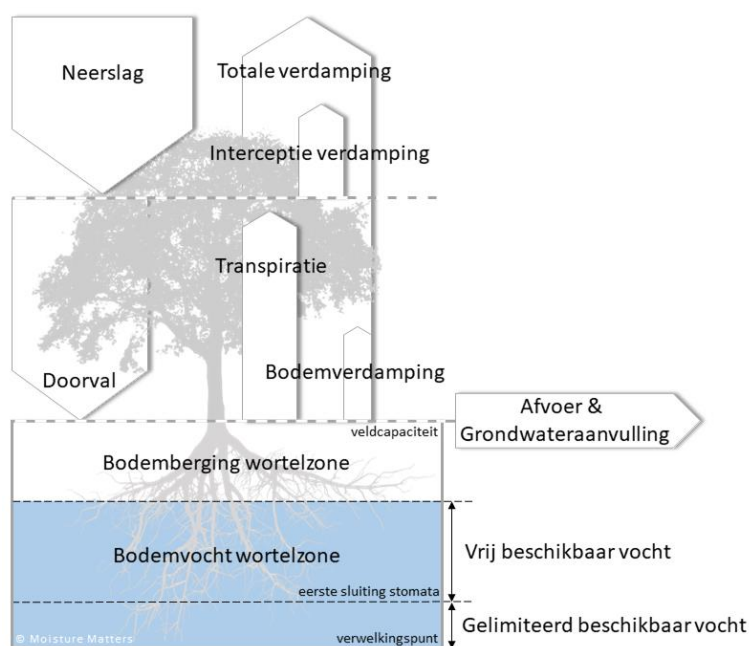 Neerslag
Totale verdamping
Interceptie verdamping
Transpiratie
Doorval
Bodemverdamping
Afvoer &
Grondwateraanvulling
veldcapaciteit
Bodemberging wortelzone
Bodemvocht wortelzone
Vrij beschikbaar vocht
eerste sluiting stomata
Gelimiteerd beschikbaar vocht
© Moisture Matters
verwelkingspunt